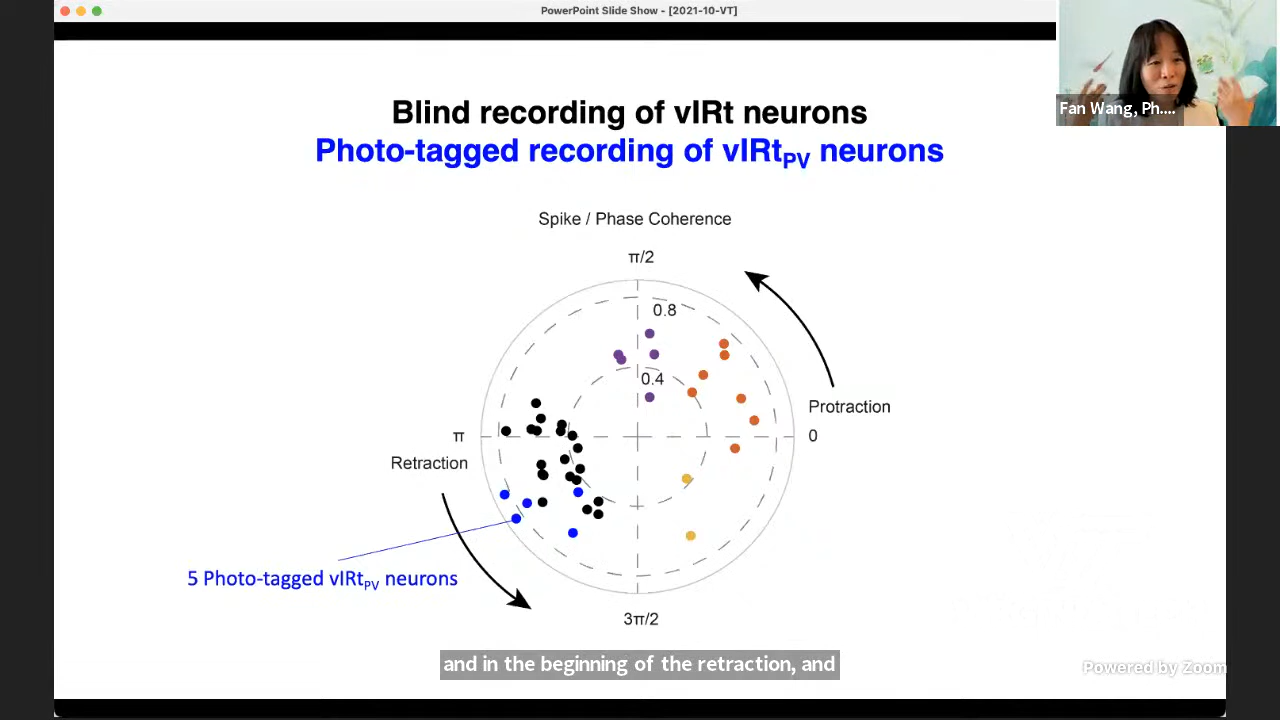 PowerPoint Slide Show - [2021-10-VT]
Fan Wang, Ph....
Blind recording of vIRt neurons
Photo-tagged recording of vIRtPV neurons
Spike / Phase Coherence
π/2
0.8
0.4
Protraction
π
0
Retraction
5 Photo-tagged vIRtPV neurons
3π/2
and in the beginning of the retraction, and
Powered by Zoom